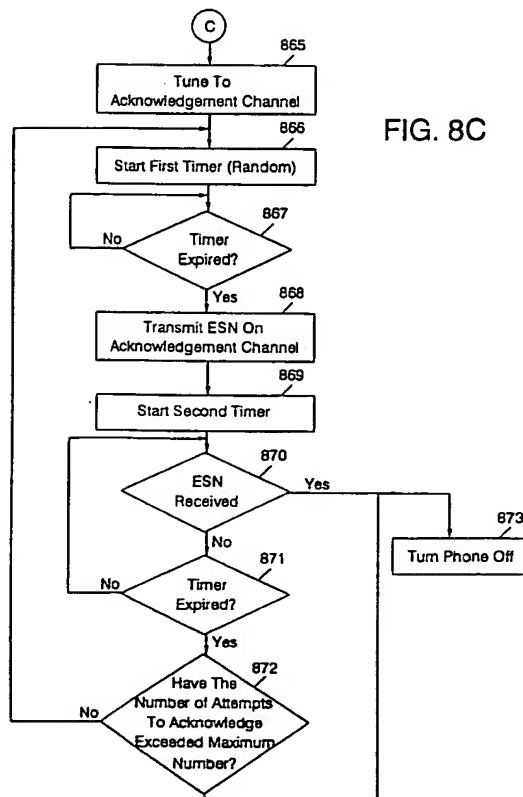 C
865
Tune To
Acknowledgement Channel
FIG. 8C
866
Start First Timer (Random)
867
No
Timer
Expired?
Yes
868
Transmit ESN On
Acknowledgement Channel
869
Start Second Timer
870
ESN
Received
Yes
873
Turn Phone Off
No
871
No
Timer
Expired?
Yes
872
No
Have The
Number of Attempts
To Acknowledge
Exceeded Maximum
Number?